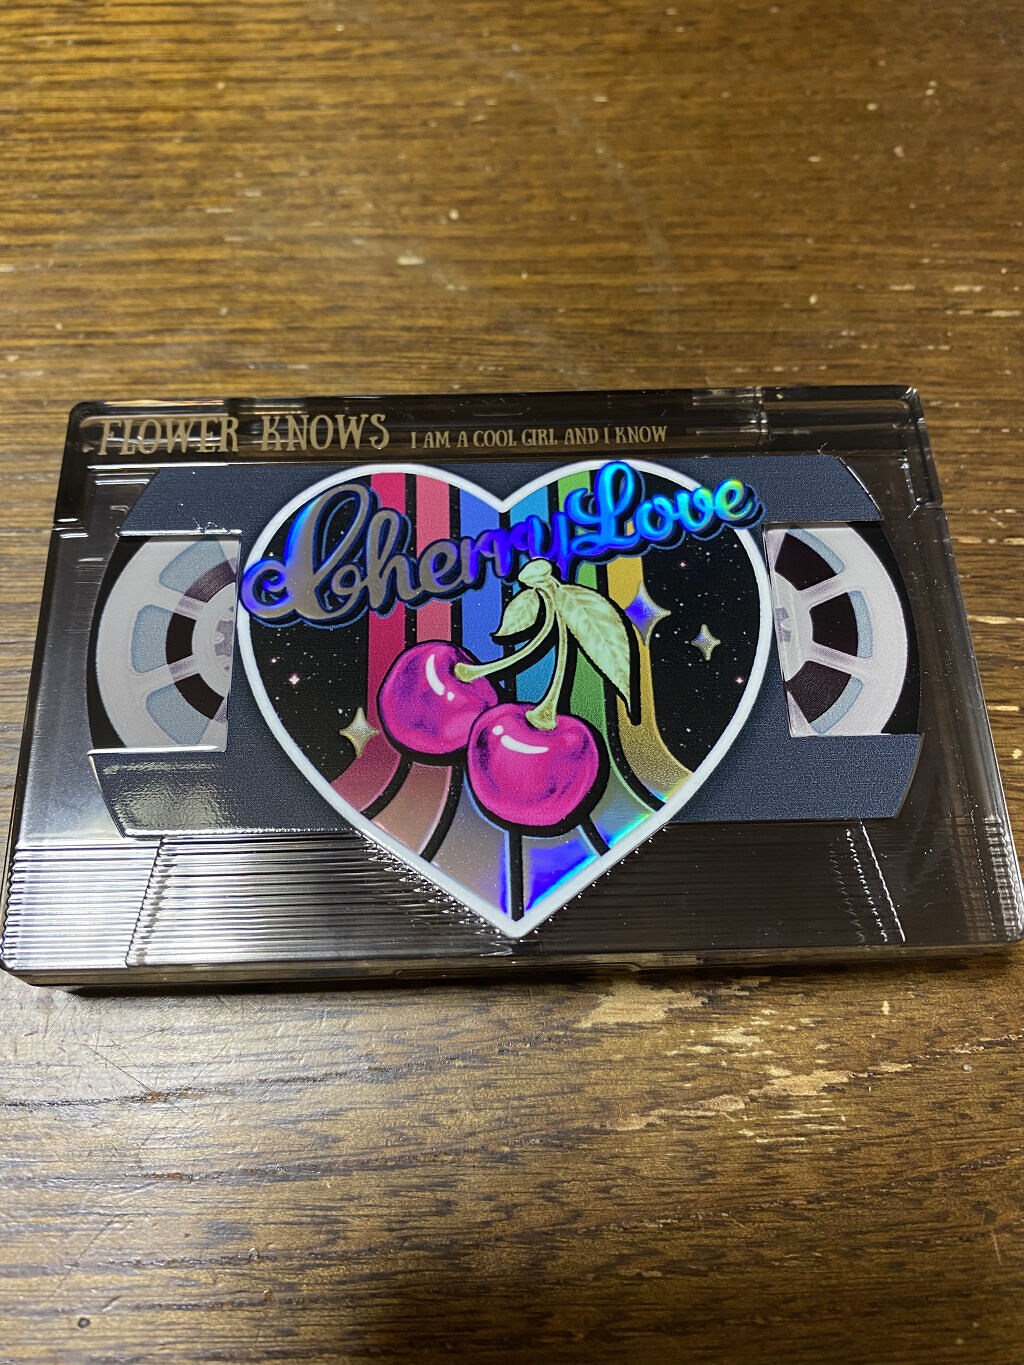 FLOWER KNOWS I AM A COOL GIRL AND I KNOW
Cherry Love